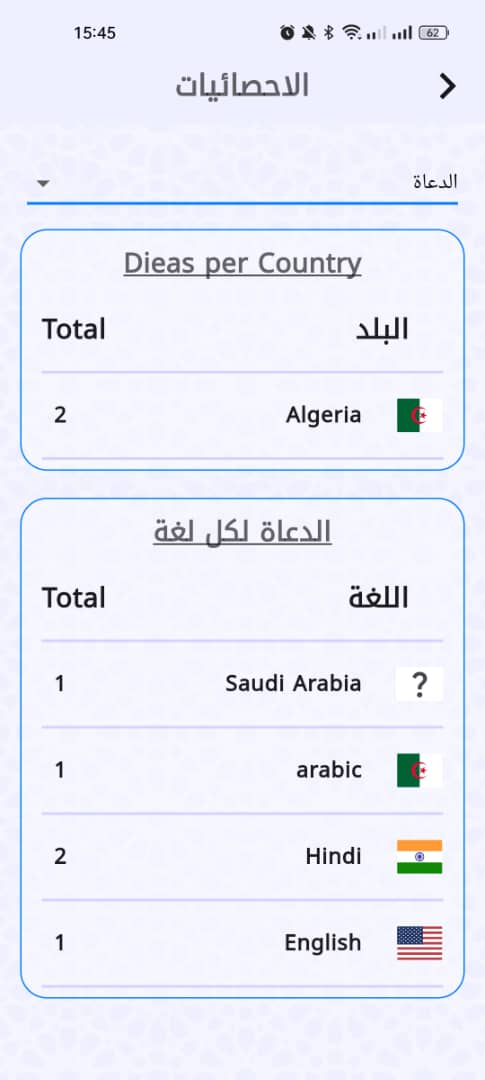 15:45 62
الاحصائيات
الدعاة
Dieas per Country
البلد Total
Algeria 2
الدعاة لكل لغة
اللغة Total
? Saudi Arabia 1
arabic 1
Hindi 2
English 1